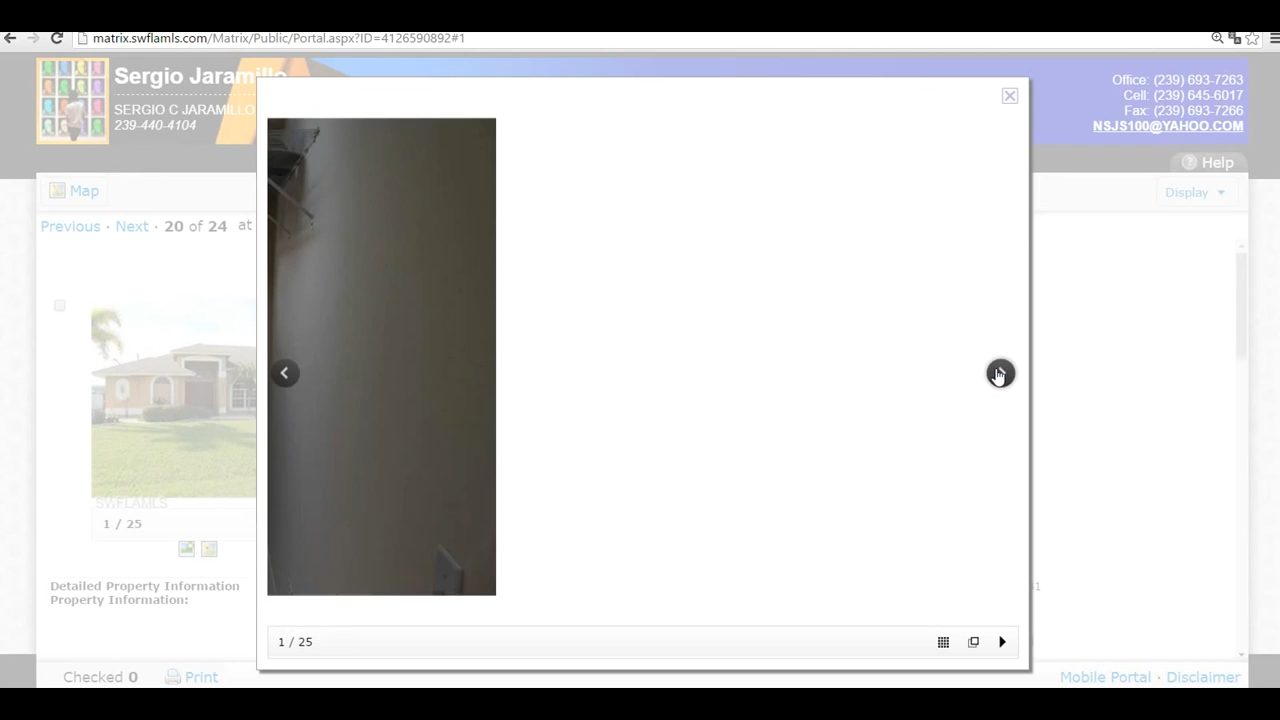 matrix.swflamls.com/Matrix/Public/Portal.aspx?ID=4126590892#1
Sergio Jaramillo
SERGIO C JARAMILLO
239-440-4104
Office: (239) 693-7263
Cell: (239) 645-6017
Fax: (239) 693-7266
NSJS100@YAHOO.COM
? Help
Map
Display
Previous · Next · 20 of 24 at
SWFLAMLS
1 / 25
Detailed Property Information
Property Information:
1 / 25
Checked 0
Print
Mobile Portal · Disclaimer